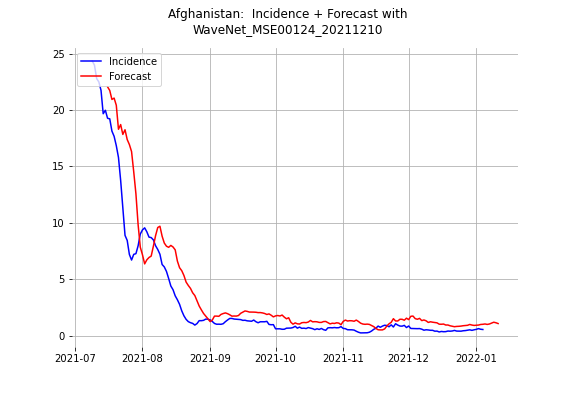 Afghanistan:  Incidence + Forecast with
WaveNet_MSE00124_20211210
Incidence
Forecast
25
20
15
10
5
0
2021-07 2021-08 2021-09 2021-10 2021-11 2021-12 2022-01